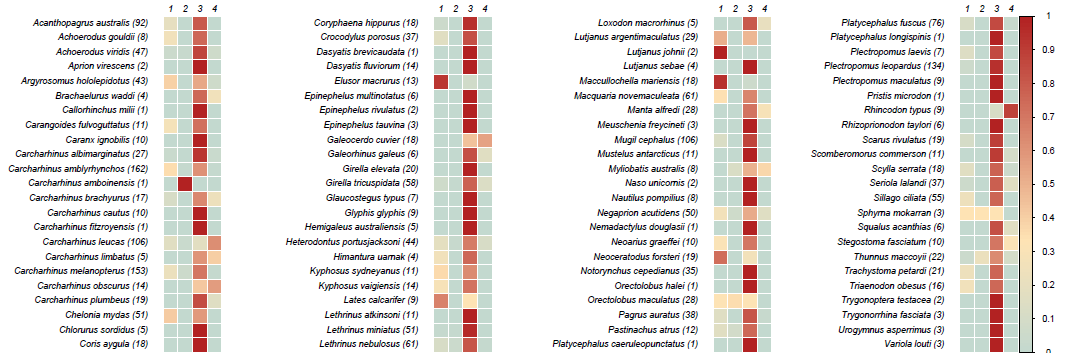 1 2 3 4
Acanthopagrus australis (92)
Achoerodus gouldii (8)
Achoerodus viridis (47)
Aprion virescens (2)
Argyrosomus hololepidotus (43)
Brachaelurus waddi (4)
Callorhinchus milii (1)
Carangoides fulvoguttatus (11)
Caranx ignobilis (10)
Carcharhinus albimarginatus (27)
Carcharhinus amblyrhynchos (162)
Carcharhinus amboinensis (1)
Carcharhinus brachyurus (17)
Carcharhinus cautus (10)
Carcharhinus fitzroyensis (1)
Carcharhinus leucas (106)
Carcharhinus limbatus (5)
Carcharhinus melanopterus (153)
Carcharhinus obscurus (14)
Carcharhinus plumbeus (19)
Chelonia mydas (51)
Chlorurus sordidus (5)
Coris aygula (18)
1 2 3 4
Coryphaena hippurus (18)
Crocodylus porosus (37)
Dasyatis brevicaudata (1)
Dasyatis fluviorum (14)
Elusor macrurus (13)
Epinephelus multinotatus (6)
Epinephelus rivulatus (2)
Epinephelus tauvina (3)
Galeocerdo cuvier (18)
Galeorhinus galeus (6)
Girella elevata (20)
Girella tricuspidata (58)
Glaucostegus typus (7)
Glyphis glyphis (9)
Hemigaleus australiensis (5)
Heterodontus portusjacksoni (44)
Himantura uarnak (4)
Kyphosus sydneyanus (11)
Kyphosus vaigiensis (14)
Lates calcarifer (9)
Lethrinus atkinsoni (11)
Lethrinus miniatus (51)
Lethrinus nebulosus (61)
1 2 3 4
Loxodon macrorhinus (5)
Lutjanus argentimaculatus (29)
Lutjanus johnii (2)
Lutjanus sebae (4)
Maccullochella mariensis (18)
Macquaria novemaculeata (61)
Manta alfredi (28)
Meuschenia freycineti (3)
Mugil cephalus (106)
Mustelus antarcticus (11)
Myliobatis australis (8)
Naso unicornis (2)
Nautilus pompilius (8)
Negaprion acutidens (50)
Nemadactylus douglasii (1)
Neoarius graeffei (10)
Neoceratodus forsteri (19)
Notorynchus cepedianus (35)
Orectolobus halei (1)
Orectolobus maculatus (28)
Pagrus auratus (38)
Pastinachus atrus (12)
Platycephalus caeruleopunctatus (1)
1 2 3 4
Platycephalus fuscus (76)
Platycephalus longispinis (1)
Plectropomus laevis (7)
Plectropomus leopardus (134)
Plectropomus maculatus (9)
Pristis microdon (1)
Rhincodon typus (9)
Rhizoprionodon taylori (6)
Scarus rivulatus (19)
Scomberomorus commerson (11)
Scylla serrata (18)
Seriola lalandi (37)
Sillago ciliata (55)
Sphyrna mokarran (3)
Squalus acanthias (6)
Stegostoma fasciatum (10)
Thunnus maccoyii (22)
Trachystoma petardi (21)
Triaenodon obesus (16)
Trygonoptera testacea (2)
Trygonorrhina fasciata (3)
Urogymnus asperrimus (3)
Variola louti (3)
1
0.9
0.8
0.7
0.6
0.5
0.4
0.3
0.2
0.1
0